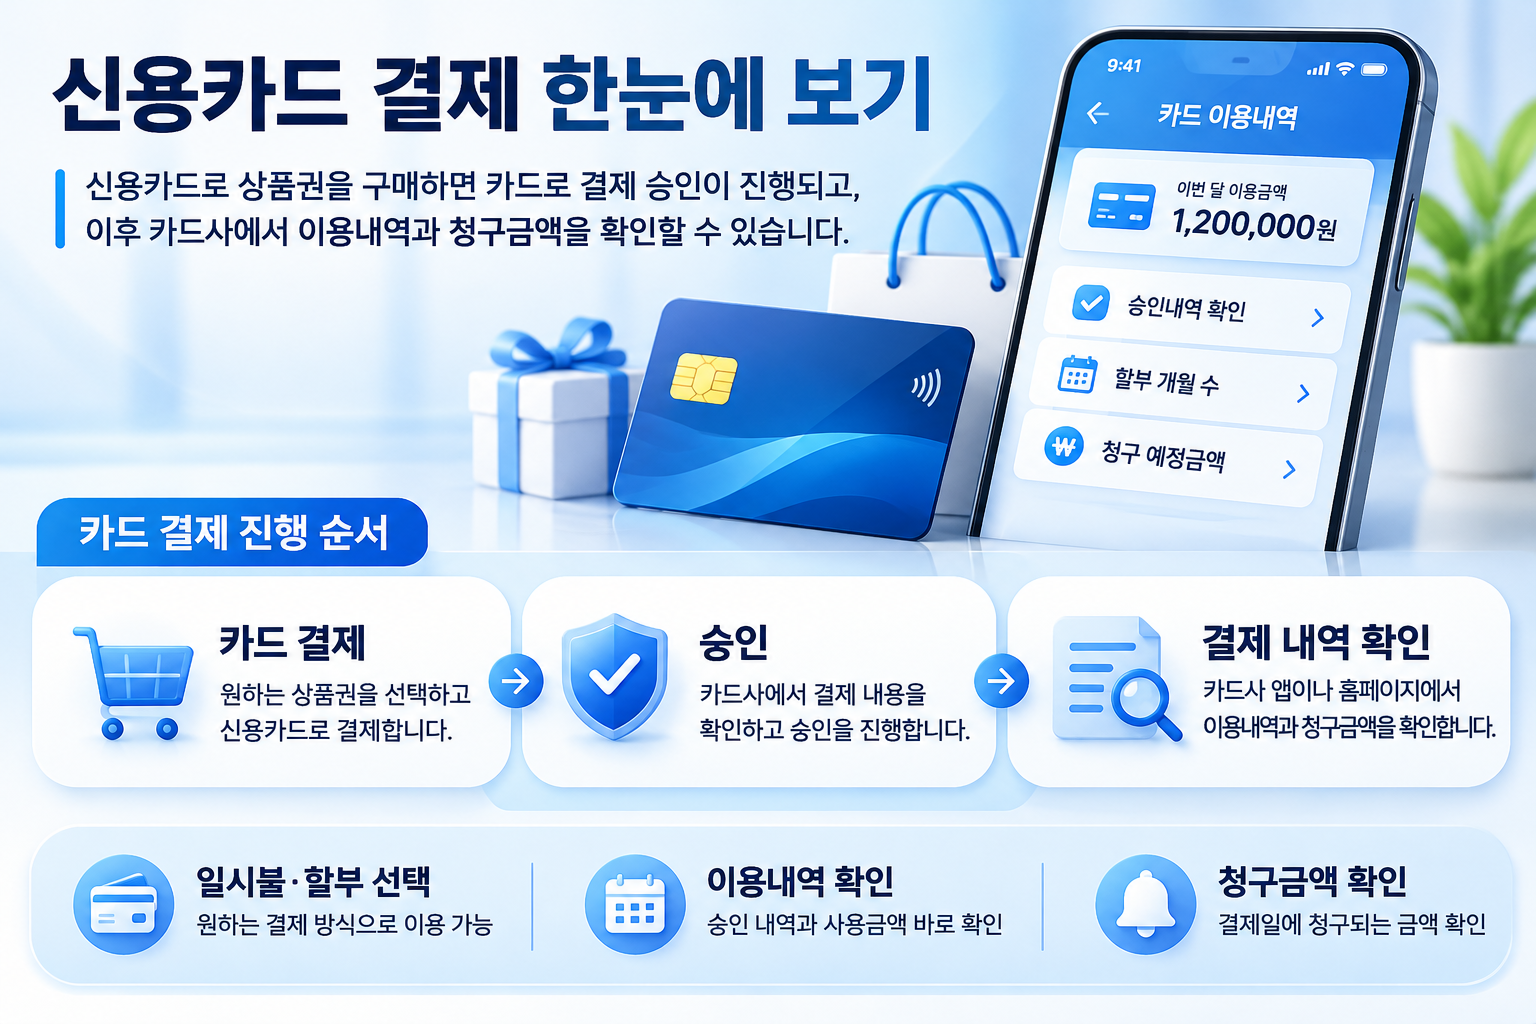 신용카드 결제 한눈에 보기
신용카드로 상품권을 구매하면 카드로 결제 승인이 진행되고,
이후 카드사에서 이용내역과 청구금액을 확인할 수 있습니다.
9:41
카드 이용내역
이번 달 이용금액
1,200,000원
승인내역 확인
할부 개월 수
₩
청구 예정금액
카드 결제 진행 순서
카드 결제
원하는 상품권을 선택하고
신용카드로 결제합니다.
승인
카드사에서 결제 내용을
확인하고 승인을 진행합니다.
결제 내역 확인
카드사 앱이나 홈페이지에서
이용내역과 청구금액을 확인합니다.
일시불·할부 선택
원하는 결제 방식으로 이용 가능
이용내역 확인
승인 내역과 사용금액 바로 확인
청구금액 확인
결제일에 청구되는 금액 확인